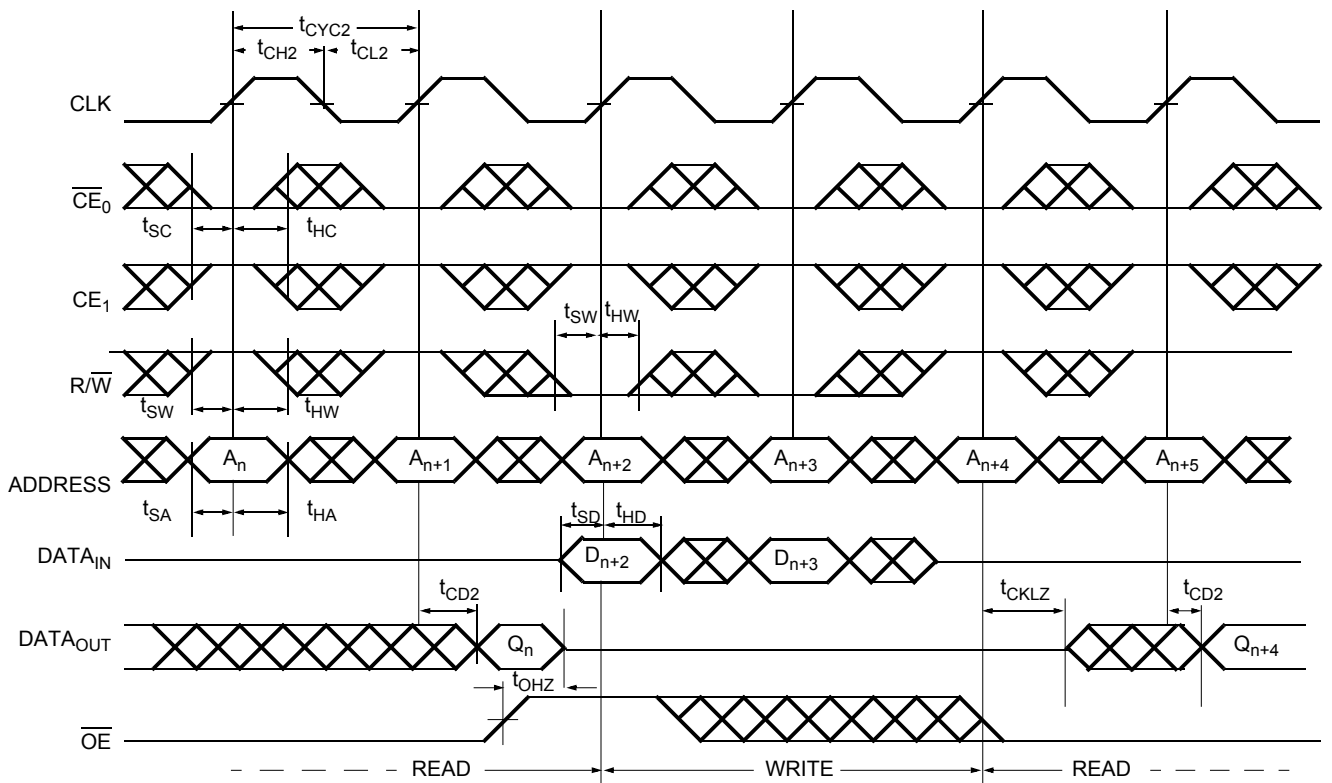 tCYC2
tCH2 tCL2
CLK
CE0
tSC tHC
CE1
tSW tHW
R/W
tSW tHW
An An+1 An+2 An+3 An+4 An+5
ADDRESS
tSA tHA
tSD tHD
DATAIN Dn+2 Dn+3
tCD2 tCKLZ tCD2
DATAOUT Qn Qn+4
tOHZ
OE
READ WRITE READ